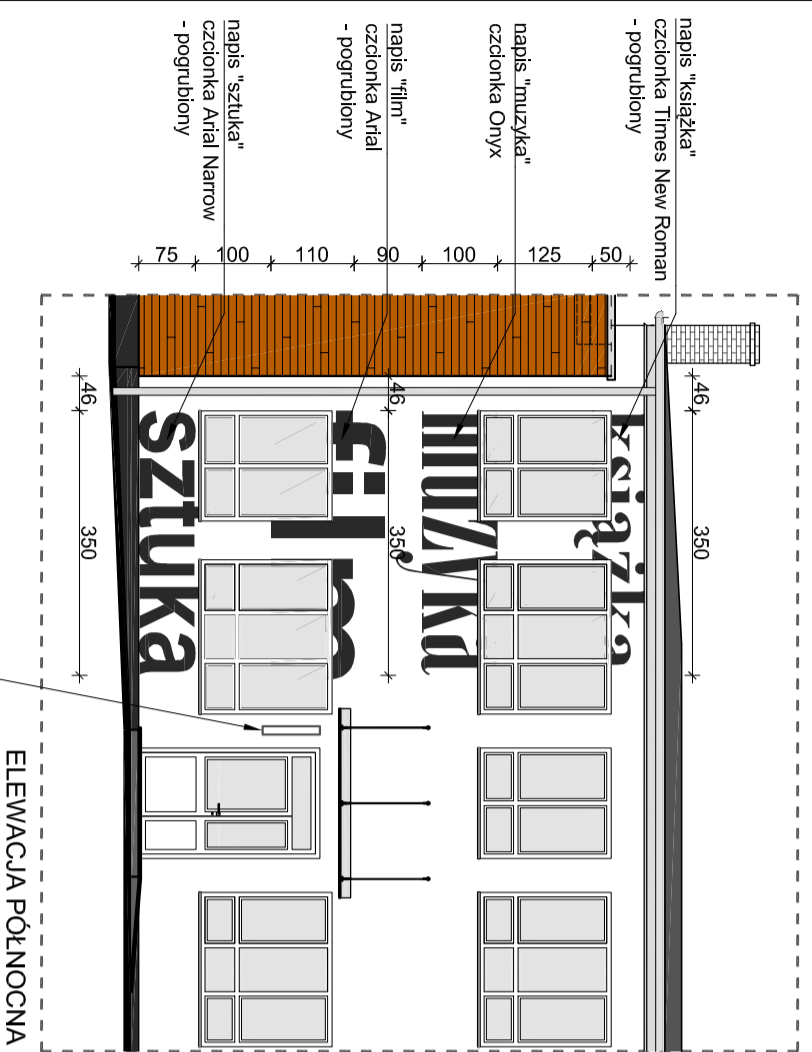 napis "książka"
czcionka Times New Roman
- pogrubiony
napis "muzyka"
czcionka Onyx
napis "film"
czcionka Arial
- pogrubiony
napis "sztuka"
czcionka Arial Narrow
- pogrubiony
50
125
100
90
110
100
75
46
350
46
350
46
350
książka
muzyka
film
sztuka
ELEWACJA PÓŁNOCNA